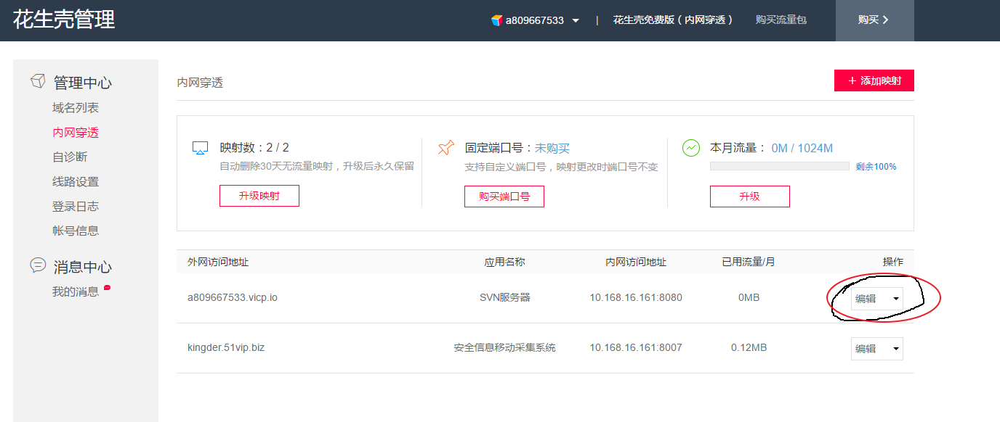 花生壳管理
a809667533 | 花生壳免费版（内网穿透） 购买流量包 购买
管理中心
域名列表
内网穿透
自诊断
线路设置
登录日志
帐号信息
消息中心
我的消息
内网穿透
+ 添加映射
映射数：2 / 2
自动删除30天无流量映射，升级后永久保留
升级映射
固定端口号：未购买
支持自定义端口号，映射更改时端口号不变
购买端口号
本月流量： 0M / 1024M
剩余100%
升级
外网访问地址 应用名称 内网访问地址 已用流量/月 操作
a809667533.vicp.io SVN服务器 10.168.16.161:8080 0MB 编辑
kingder.51vip.biz 安全信息移动采集系统 10.168.16.161:8007 0.12MB 编辑